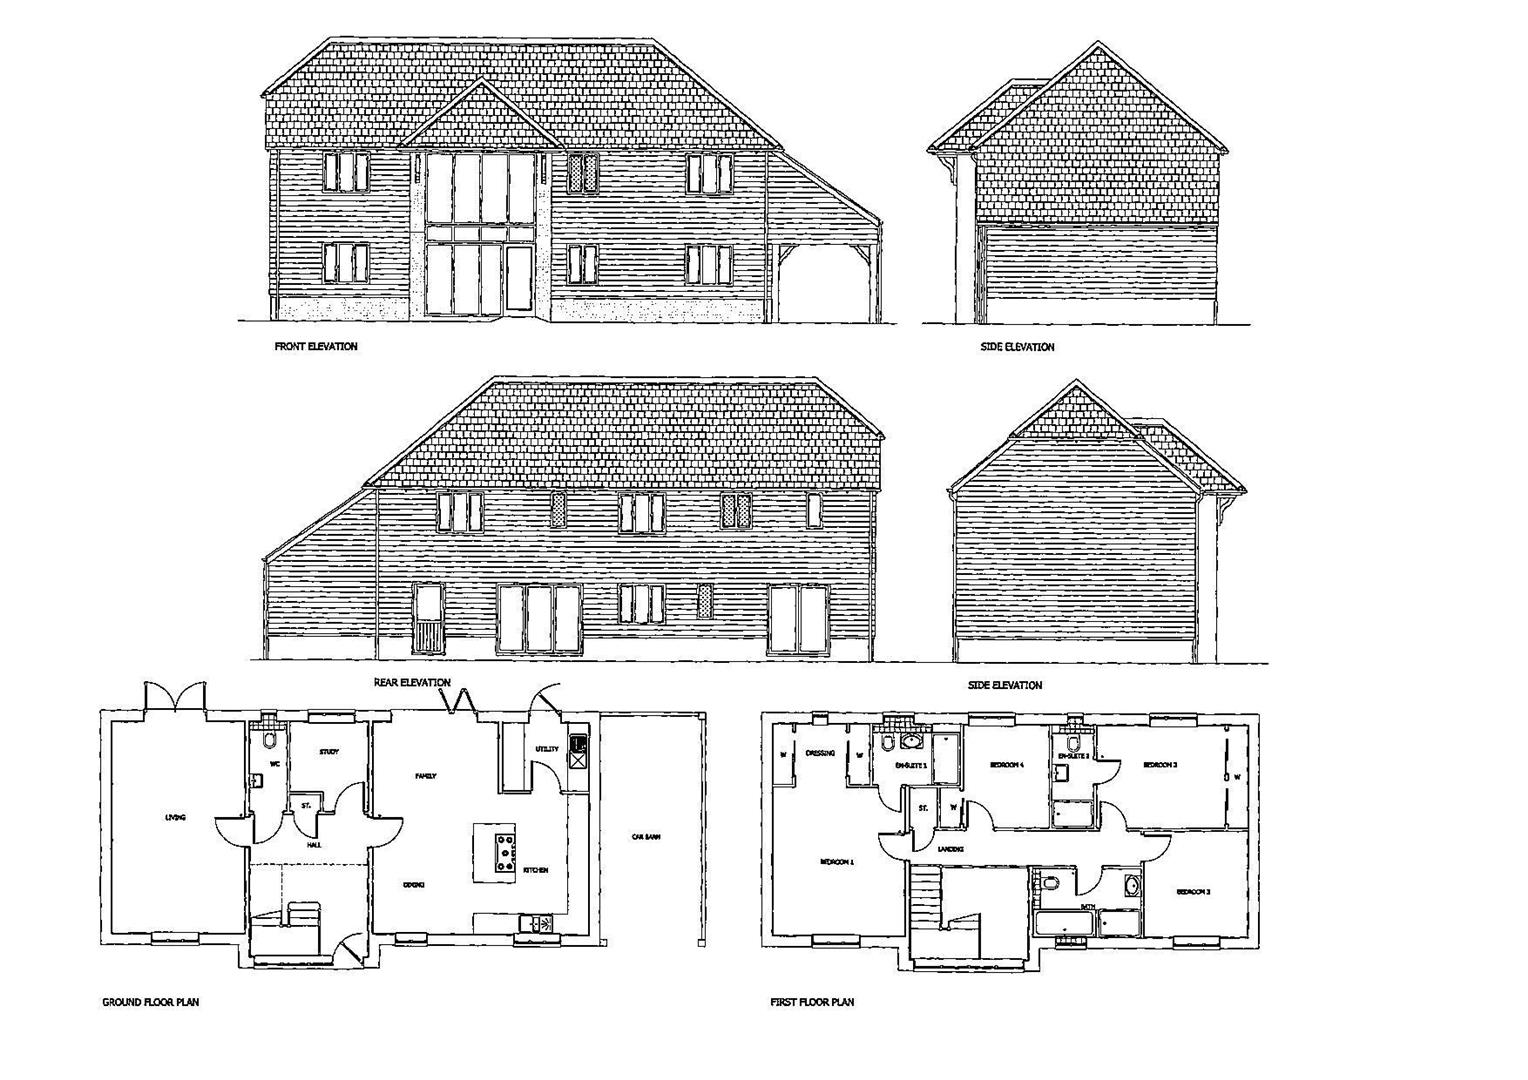 FRONT ELEVATION
SIDE ELEVATION
REAR ELEVATION
SIDE ELEVATION
STUDY
WC
ST.
LIVING
HALL
FAMILY
UTILITY
DINING
KITCHEN
CAR BARN
GROUND FLOOR PLAN
W
DRESSING
W
EN-SUITE 1
BEDROOM 4
EN-SUITE 2
BEDROOM 2
W
ST.
W
LANDING
BEDROOM 1
BATH
BEDROOM 3
FIRST FLOOR PLAN